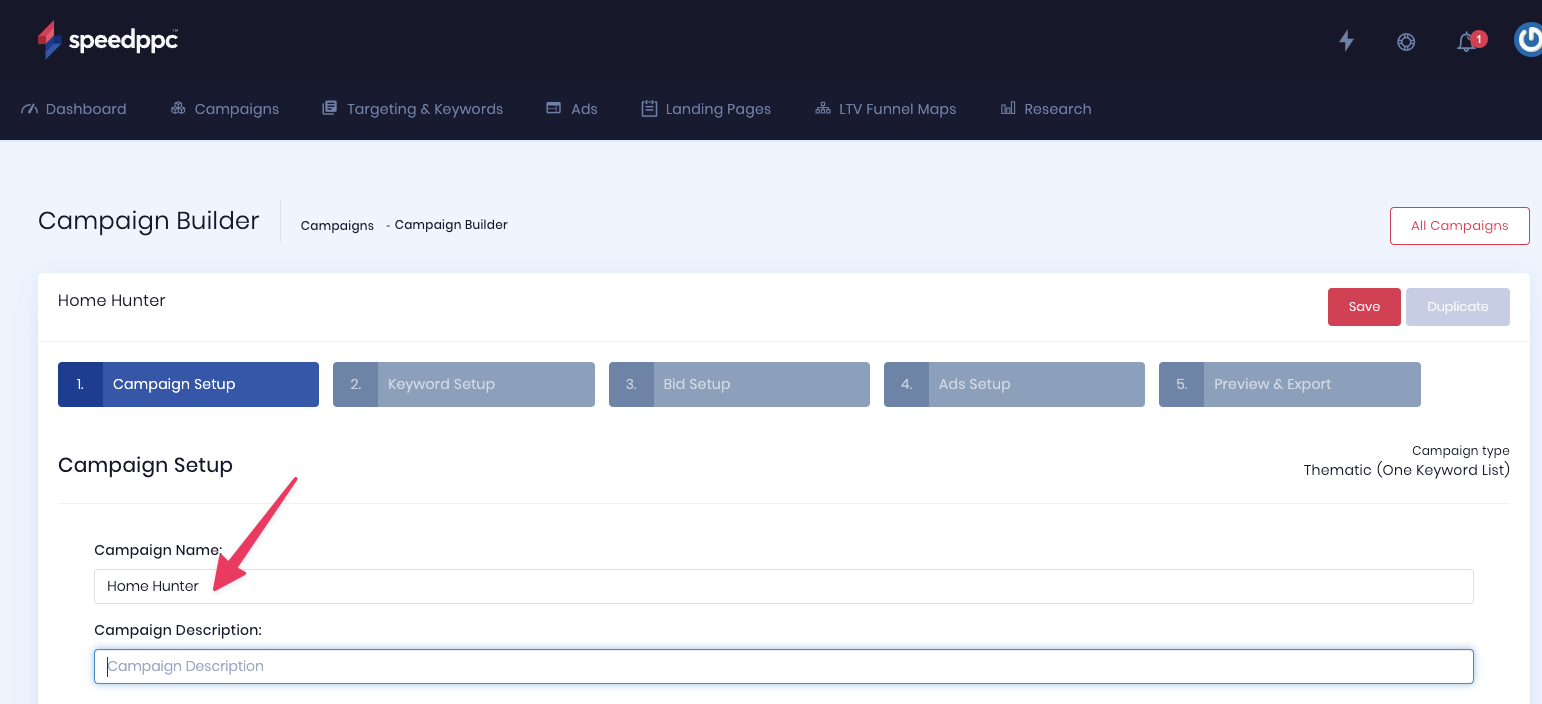 speedppc™
1
Dashboard Campaigns Targeting & Keywords Ads Landing Pages LTV Funnel Maps Research
Campaign Builder Campaigns - Campaign Builder All Campaigns
Home Hunter Save Duplicate
1. Campaign Setup 2. Keyword Setup 3. Bid Setup 4. Ads Setup 5. Preview & Export
Campaign type
Campaign Setup Thematic (One Keyword List)
Campaign Name:
Home Hunter
Campaign Description:
Campaign Description